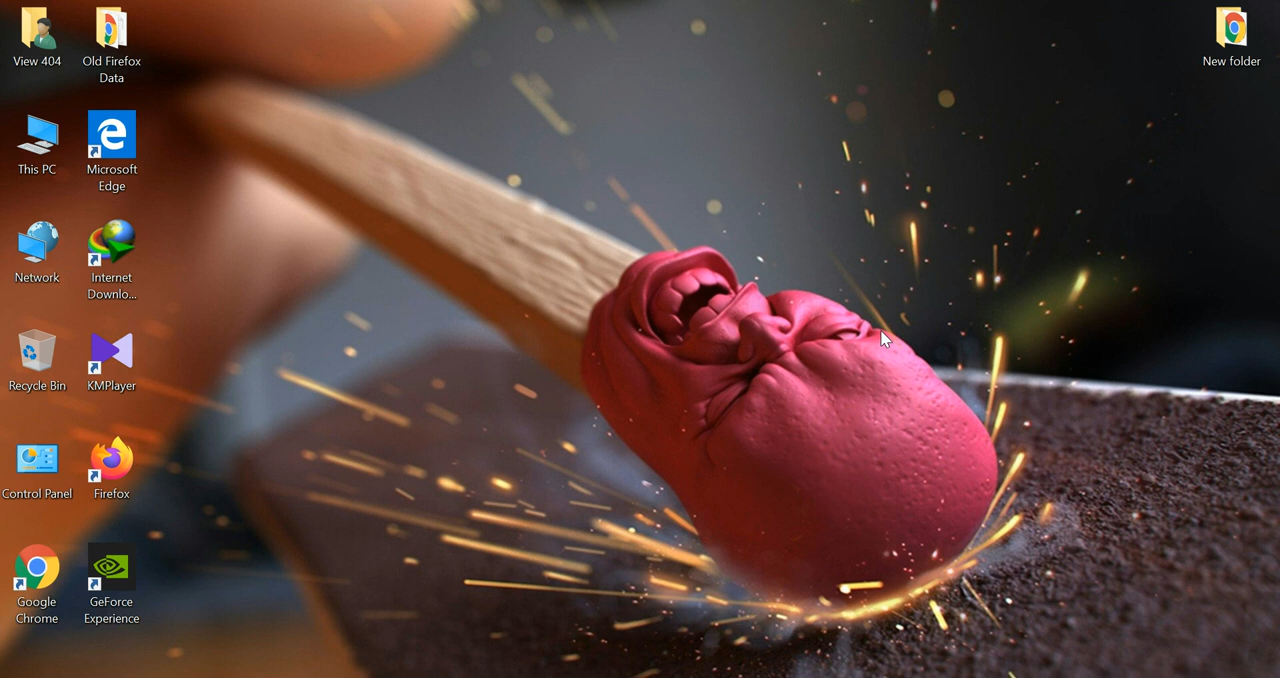 View 404
Old Firefox
Data
New folder
This PC
Microsoft
Edge
Network
Internet
Downlo...
Recycle Bin
KMPlayer
Control Panel
Firefox
Google
Chrome
GeForce
Experience